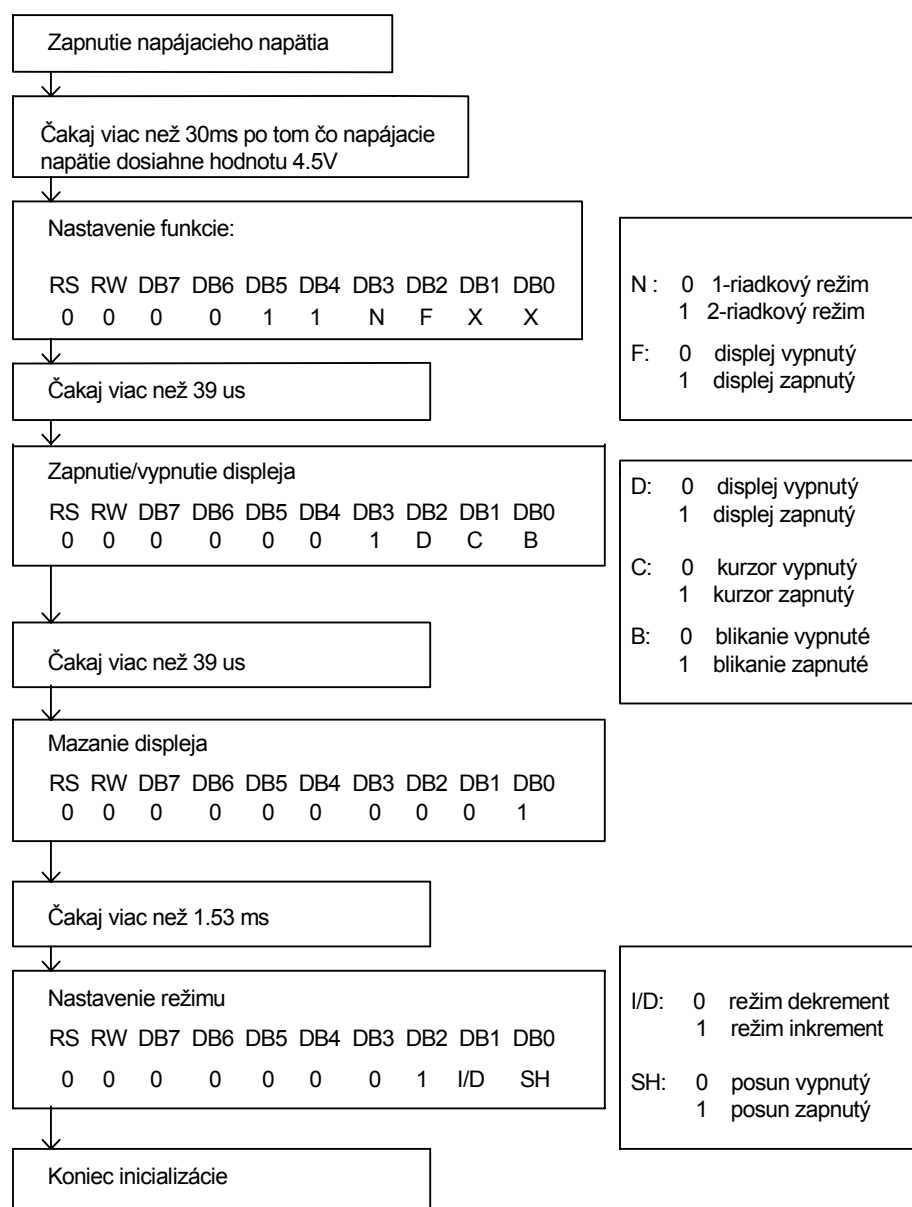 Zapnutie napájacieho napätia
Čakaj viac než 30ms po tom čo napájacie
napätie dosiahne hodnotu 4.5V
Nastavenie funkcie:
RS RW DB7 DB6 DB5 DB4 DB3 DB2 DB1 DB0
0 0 0 0 1 1 N F X X
N : 0 1-riadkový režim
1 2-riadkový režim
F: 0 displej vypnutý
1 displej zapnutý
Čakaj viac než 39 us
Zapnutie/vypnutie displeja
RS RW DB7 DB6 DB5 DB4 DB3 DB2 DB1 DB0
0 0 0 0 0 0 1 D C B
D: 0 displej vypnutý
1 displej zapnutý
C: 0 kurzor vypnutý
1 kurzor zapnutý
B: 0 blikanie vypnuté
1 blikanie zapnuté
Čakaj viac než 39 us
Mazanie displeja
RS RW DB7 DB6 DB5 DB4 DB3 DB2 DB1 DB0
0 0 0 0 0 0 0 0 0 1
Čakaj viac než 1.53 ms
Nastavenie režimu
RS RW DB7 DB6 DB5 DB4 DB3 DB2 DB1 DB0
0 0 0 0 0 0 0 1 I/D SH
I/D: 0 režim dekrement
1 režim inkrement
SH: 0 posun vypnutý
1 posun zapnutý
Koniec inicializácie